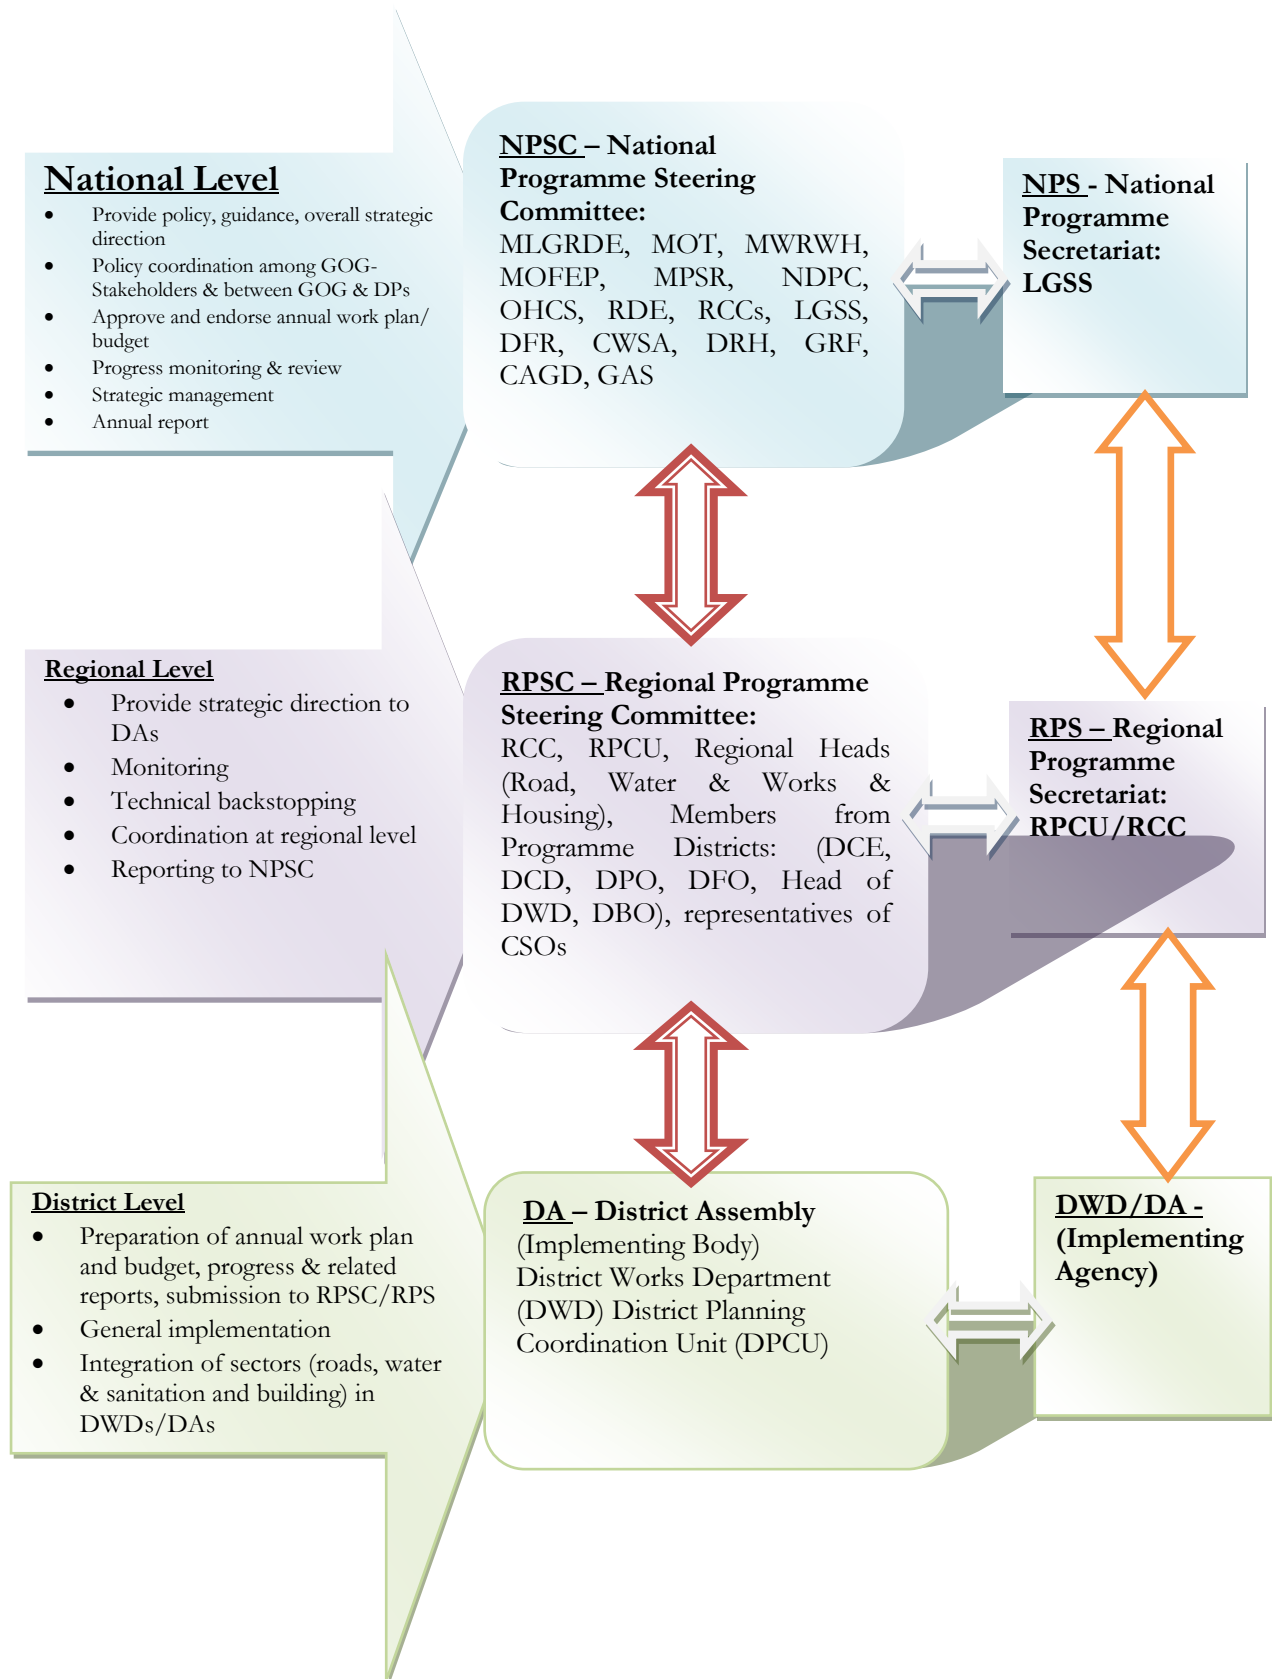 National Level
• Provide policy, guidance, overall strategic
direction
• Policy coordination among GOG-
Stakeholders & between GOG & DPs
• Approve and endorse annual work plan/
budget
• Progress monitoring & review
• Strategic management
• Annual report
NPSC – National
Programme Steering
Committee:
MLGRDE, MOT, MWRWH,
MOFEP, MPSR, NDPC,
OHCS, RDE, RCCs, LGSS,
DFR, CWSA, DRH, GRF,
CAGD, GAS
NPS - National
Programme
Secretariat:
LGSS
Regional Level
• Provide strategic direction to
DAs
• Monitoring
• Technical backstopping
• Coordination at regional level
• Reporting to NPSC
RPSC – Regional Programme
Steering Committee:
RCC, RPCU, Regional Heads
(Road, Water & Works &
Housing), Members from
Programme Districts: (DCE,
DCD, DPO, DFO, Head of
DWD, DBO), representatives of
CSOs
RPS – Regional
Programme
Secretariat:
RPCU/RCC
District Level
• Preparation of annual work plan
and budget, progress & related
reports, submission to RPSC/RPS
• General implementation
• Integration of sectors (roads, water
& sanitation and building) in
DWDs/DAs
DA – District Assembly
(Implementing Body)
District Works Department
(DWD) District Planning
Coordination Unit (DPCU)
DWD/DA -
(Implementing
Agency)